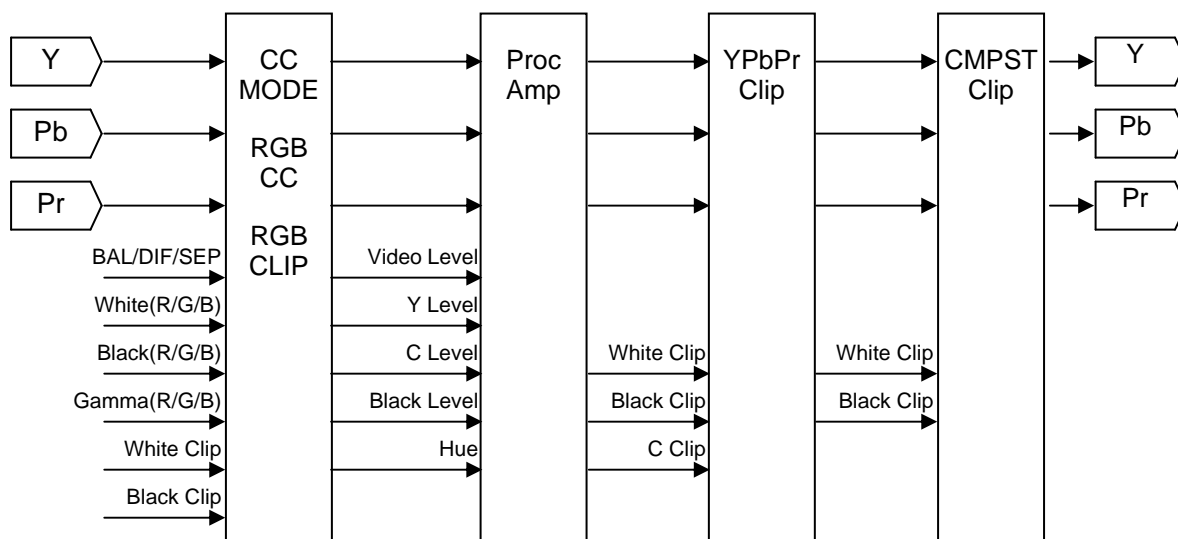 Y
Pb
Pr
BAL/DIF/SEP
White(R/G/B)
Black(R/G/B)
Gamma(R/G/B)
White Clip
Black Clip
CC
MODE
RGB
CC
RGB
CLIP
Video Level
Y Level
C Level
Black Level
Hue
Proc
Amp
White Clip
Black Clip
C Clip
YPbPr
Clip
White Clip
Black Clip
CMPST
Clip
Y
Pb
Pr